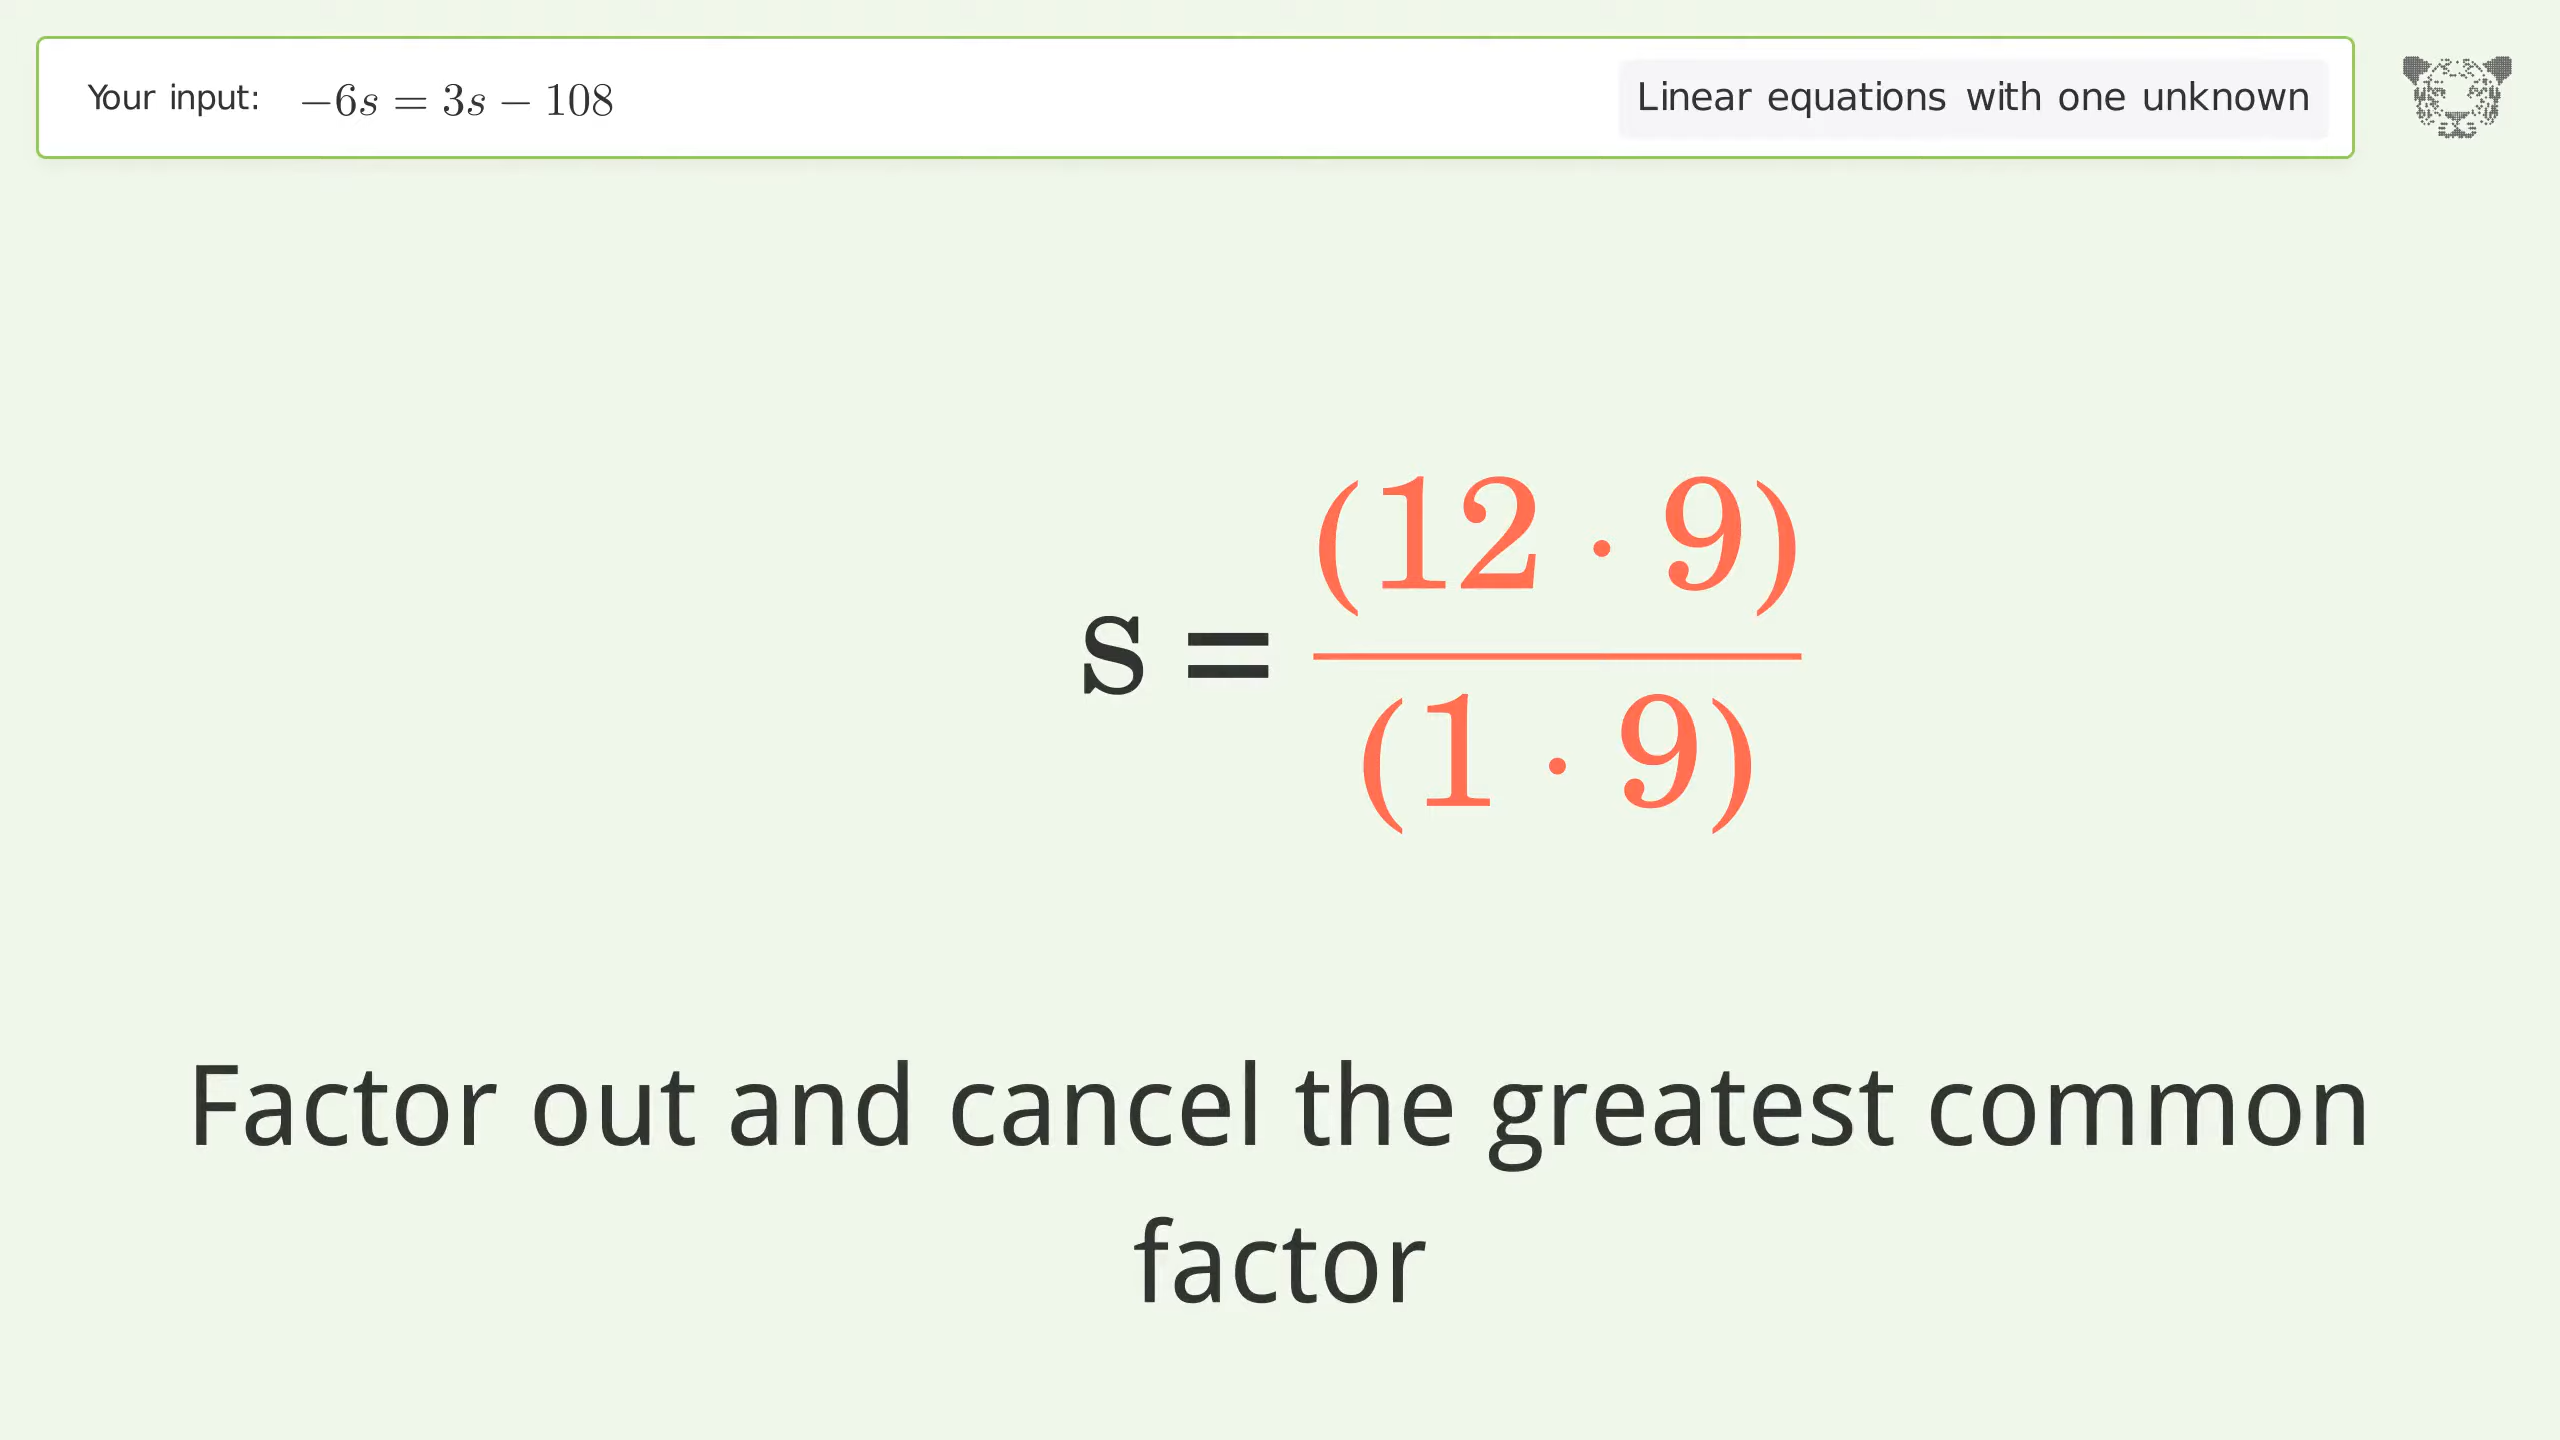 Your input: −6s = 3s − 108
Linear equations with one unknown
s = (12 · 9) / (1 · 9)
Factor out and cancel the greatest common
factor